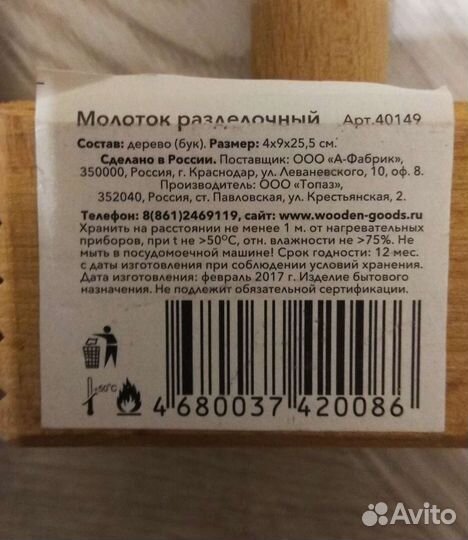 Молоток разделочный Арт.40149
Состав: дерево (бук). Размер: 4х9х25,5 см.
Сделано в России. Поставщик: ООО «А-Фабрик»,
350000, Россия, г. Краснодар, ул. Леваневского, 10, оф. 8.
Производитель: ООО «Топаз»,
352040, Россия, ст. Павловская, ул. Крестьянская, 2.
Телефон: 8(861)2469119, сайт: www.wooden-goods.ru
Хранить на расстоянии не менее 1 м. от нагревательных
приборов, при t не >50°С, отн. влажности не >75%. Не
мыть в посудомоечной машине! Срок годности: 12 мес.
с даты изготовления при соблюдении условий хранения.
Дата изготовления: февраль 2017 г. Изделие бытового
назначения. Не подлежит обязательной сертификации.
+50°C
4 680037 420086
Avito